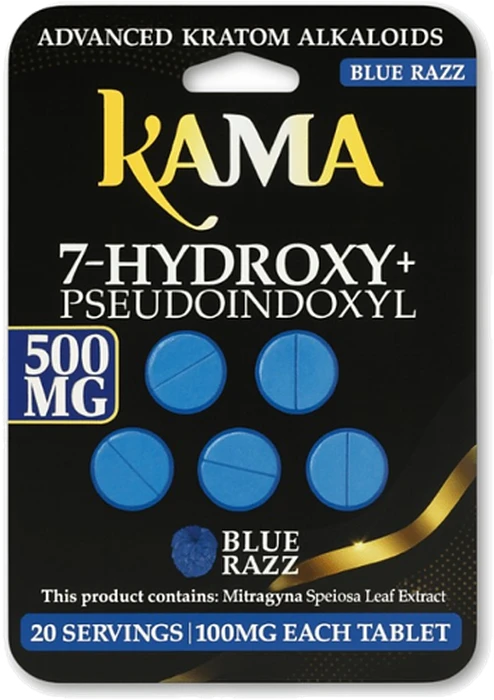 ADVANCED KRATOM ALKALOIDS
BLUE RAZZ
KAMA
7-HYDROXY+
PSEUDOINDOXYL
500
MG
BLUE
RAZZ
This product contains: Mitragyna Speiosa Leaf Extract
20 SERVINGS | 100MG EACH TABLET